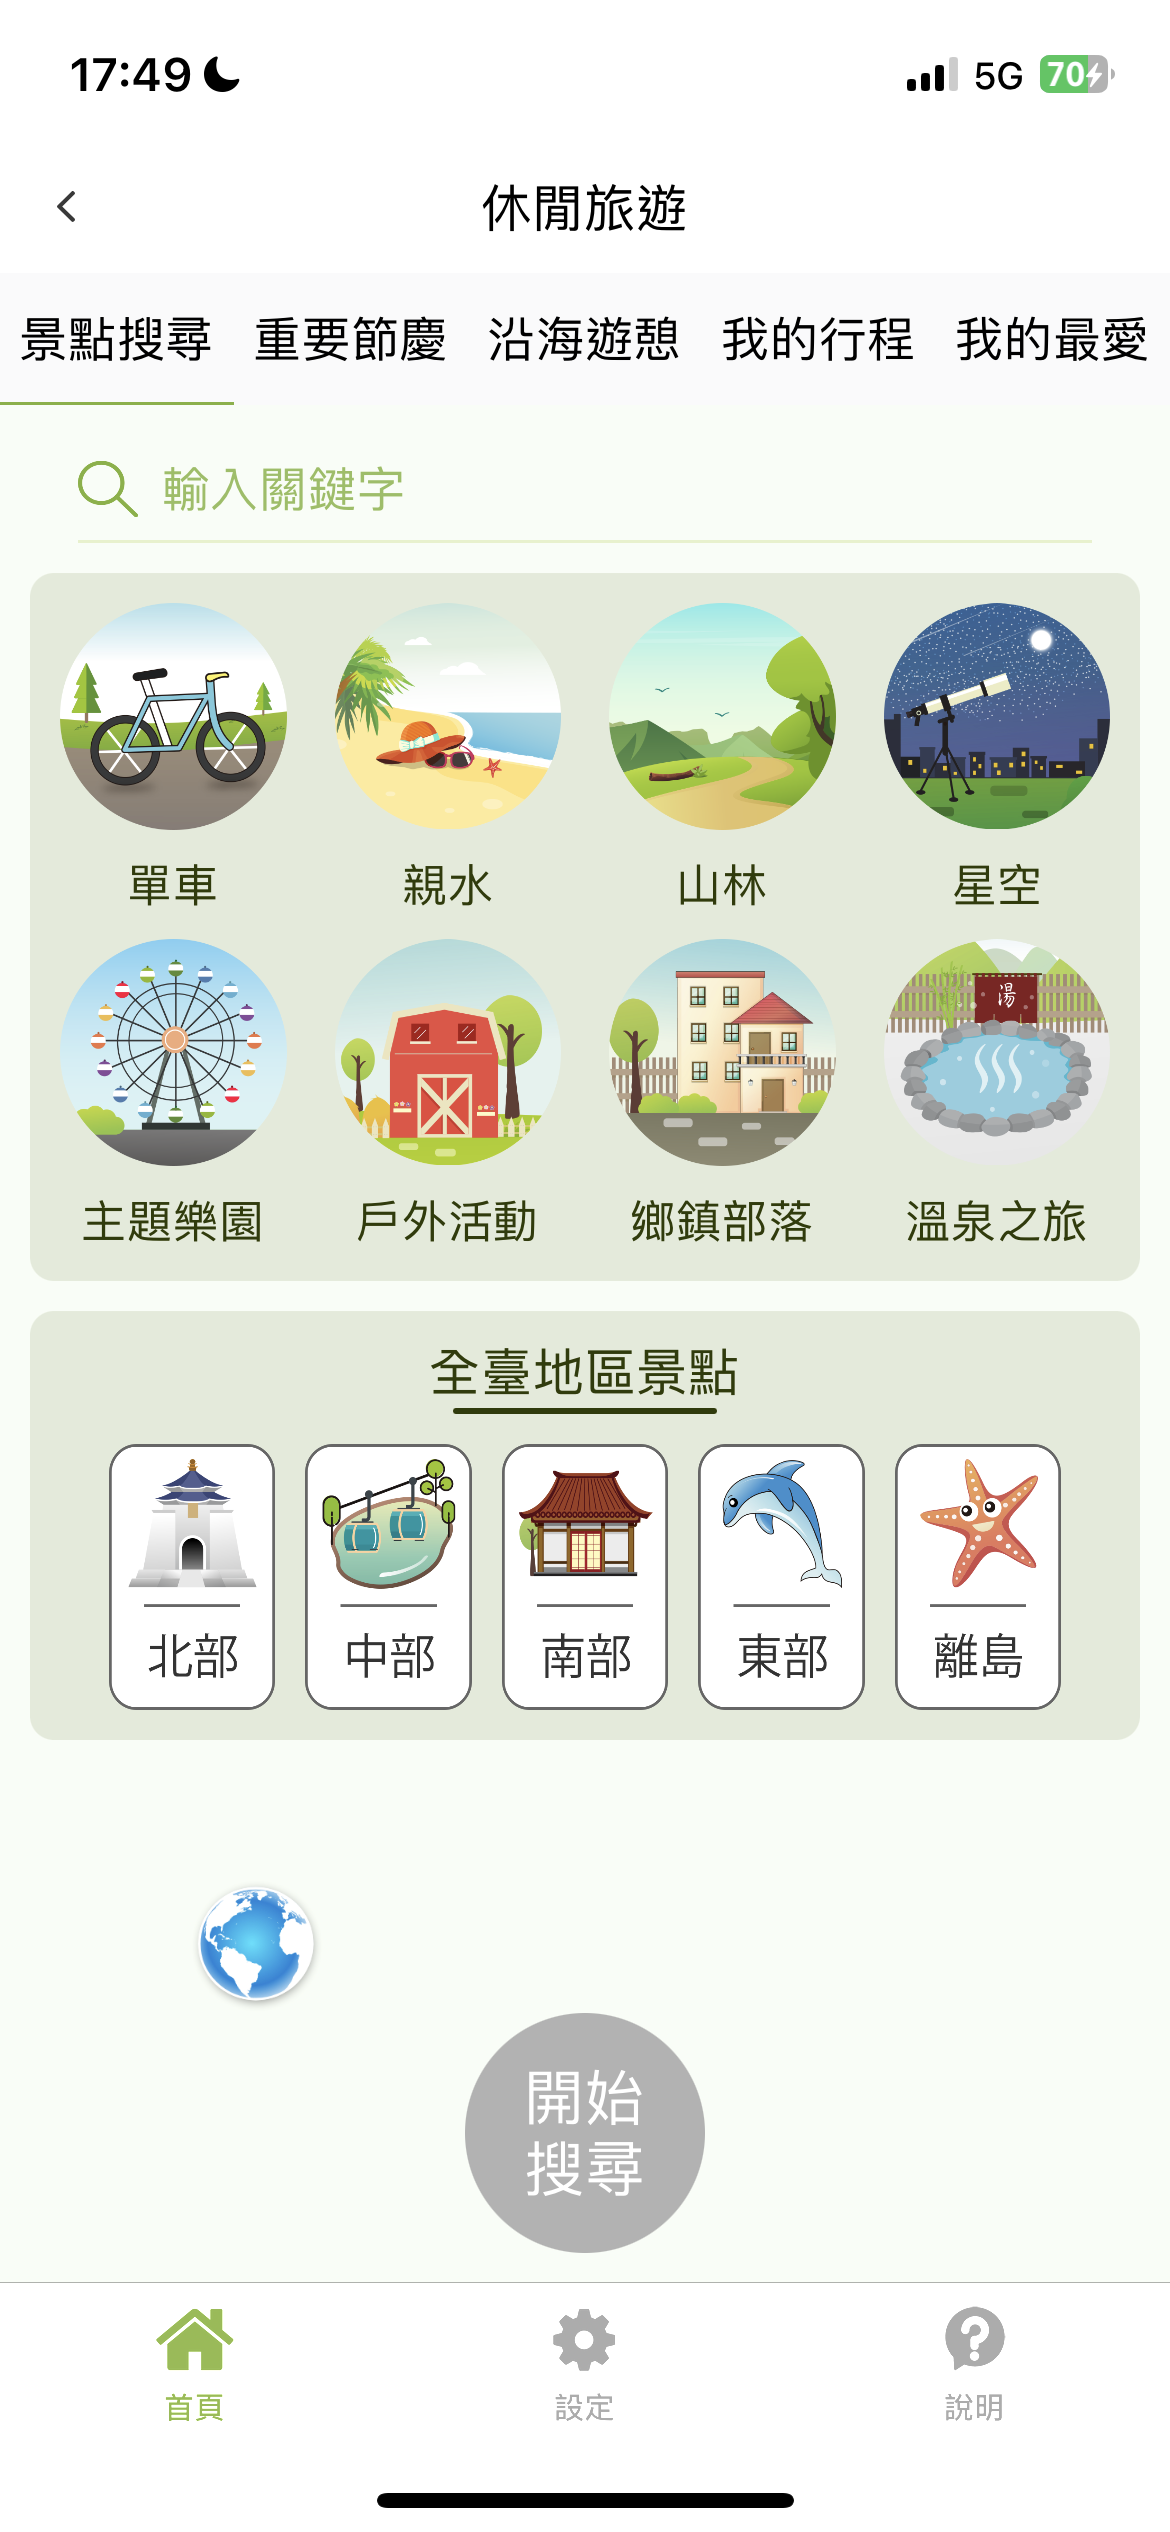 17:49
5G
70
休閒旅遊
景點搜尋 重要節慶 沿海遊憩 我的行程 我的最愛
輸入關鍵字
單車 親水 山林 星空
湯
主題樂園 戶外活動 鄉鎮部落 溫泉之旅
全臺地區景點
北部 中部 南部 東部 離島
開始
搜尋
首頁 設定 說明